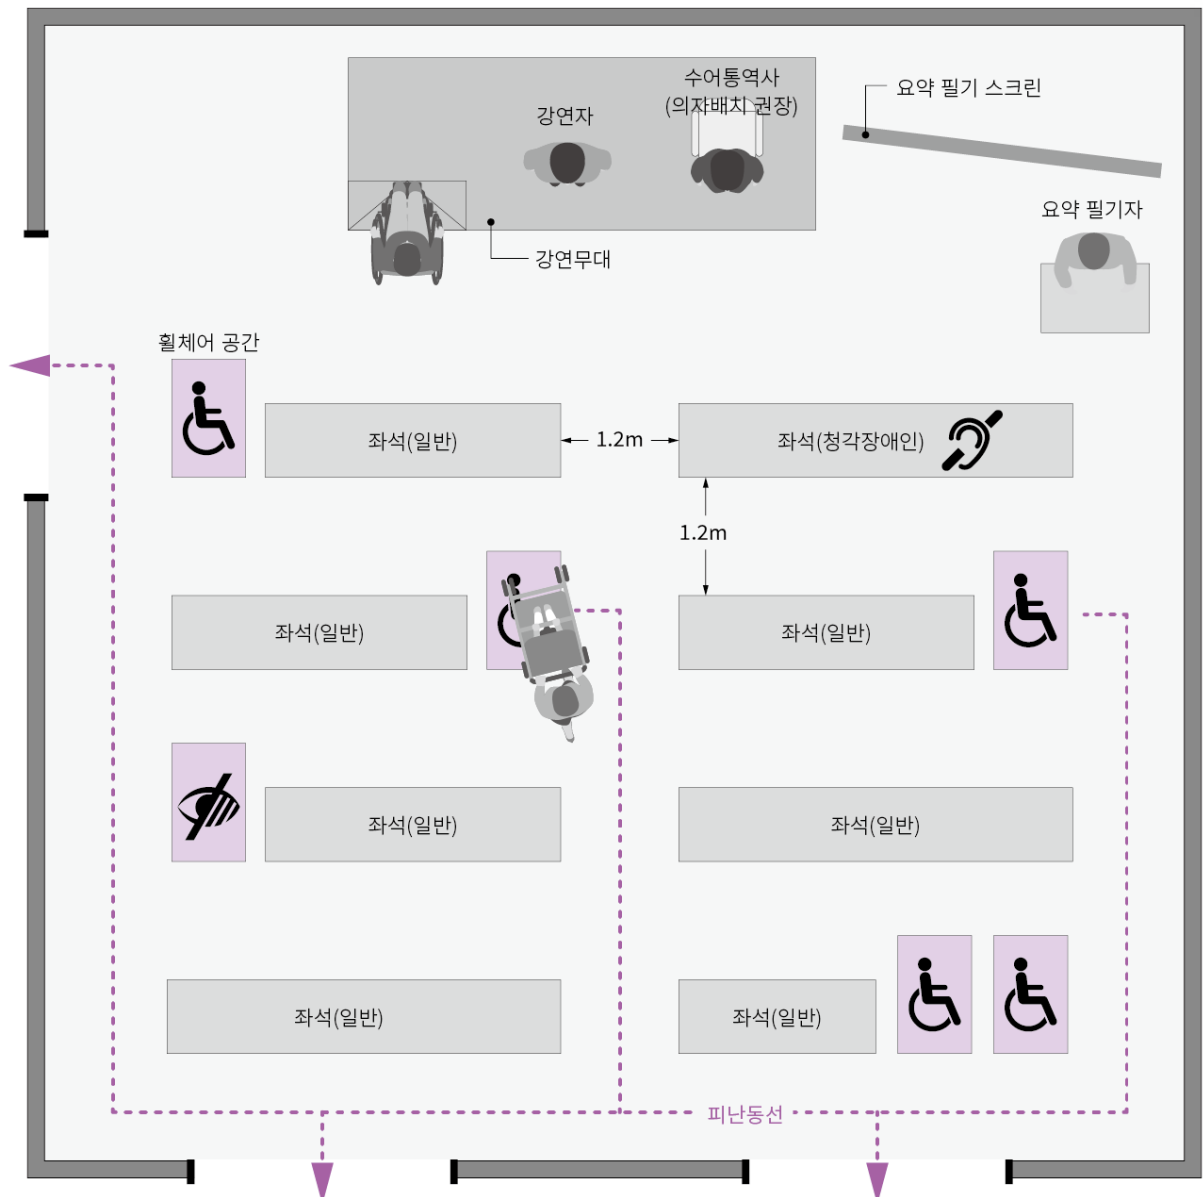 수어통역사
(의자배치 권장)
강연자
요약 필기 스크린
요약 필기자
강연무대
휠체어 공간
좌석(일반)
1.2m
좌석(청각장애인)
1.2m
좌석(일반)
좌석(일반)
좌석(일반)
좌석(일반)
좌석(일반)
좌석(일반)
피난동선